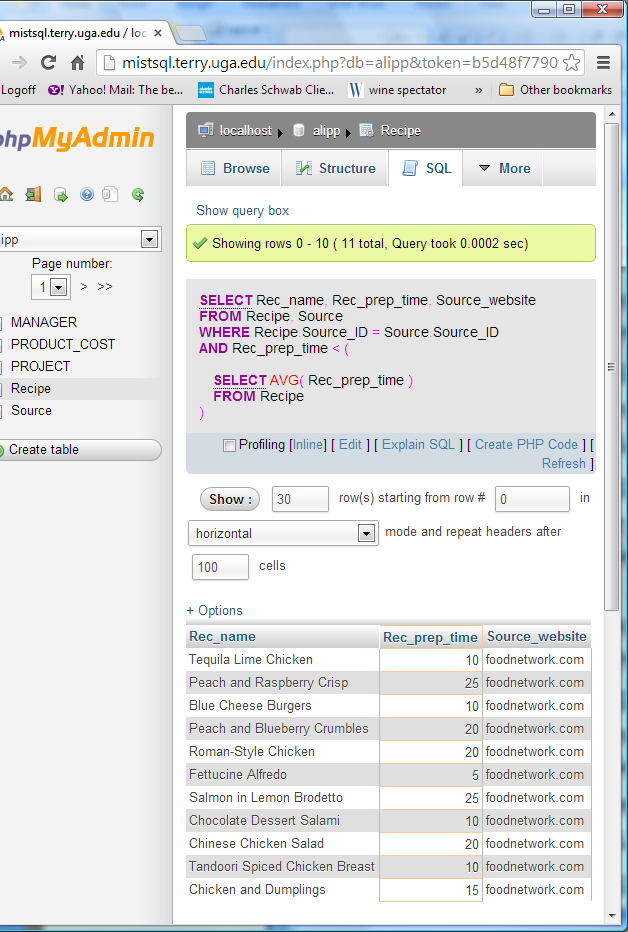 mistsql.terry.uga.edu / loc
mistsql.terry.uga.edu/index.php?db=alipp&token=b5d48f7790
Logoff Yahoo! Mail: The be... Charles Schwab Clie... wine spectator » Other bookmarks
phpMyAdmin
localhost alipp Recipe
Browse Structure SQL More
Show query box
Showing rows 0 - 10 ( 11 total, Query took 0.0002 sec)
ipp
Page number:
1 > >>
MANAGER
PRODUCT_COST
PROJECT
Recipe
Source
Create table
SELECT Rec_name, Rec_prep_time, Source_website
FROM Recipe, Source
WHERE Recipe.Source_ID = Source.Source_ID
AND Rec_prep_time < (
SELECT AVG( Rec_prep_time )
FROM Recipe
)
Profiling [Inline] [ Edit ] [ Explain SQL ] [ Create PHP Code ] [
Refresh ]
Show : 30 row(s) starting from row # 0 in
horizontal mode and repeat headers after
100 cells
+ Options
Rec_name Rec_prep_time Source_website
Tequila Lime Chicken 10 foodnetwork.com
Peach and Raspberry Crisp 25 foodnetwork.com
Blue Cheese Burgers 10 foodnetwork.com
Peach and Blueberry Crumbles 20 foodnetwork.com
Roman-Style Chicken 20 foodnetwork.com
Fettucine Alfredo 5 foodnetwork.com
Salmon in Lemon Brodetto 25 foodnetwork.com
Chocolate Dessert Salami 10 foodnetwork.com
Chinese Chicken Salad 20 foodnetwork.com
Tandoori Spiced Chicken Breast 10 foodnetwork.com
Chicken and Dumplings 15 foodnetwork.com